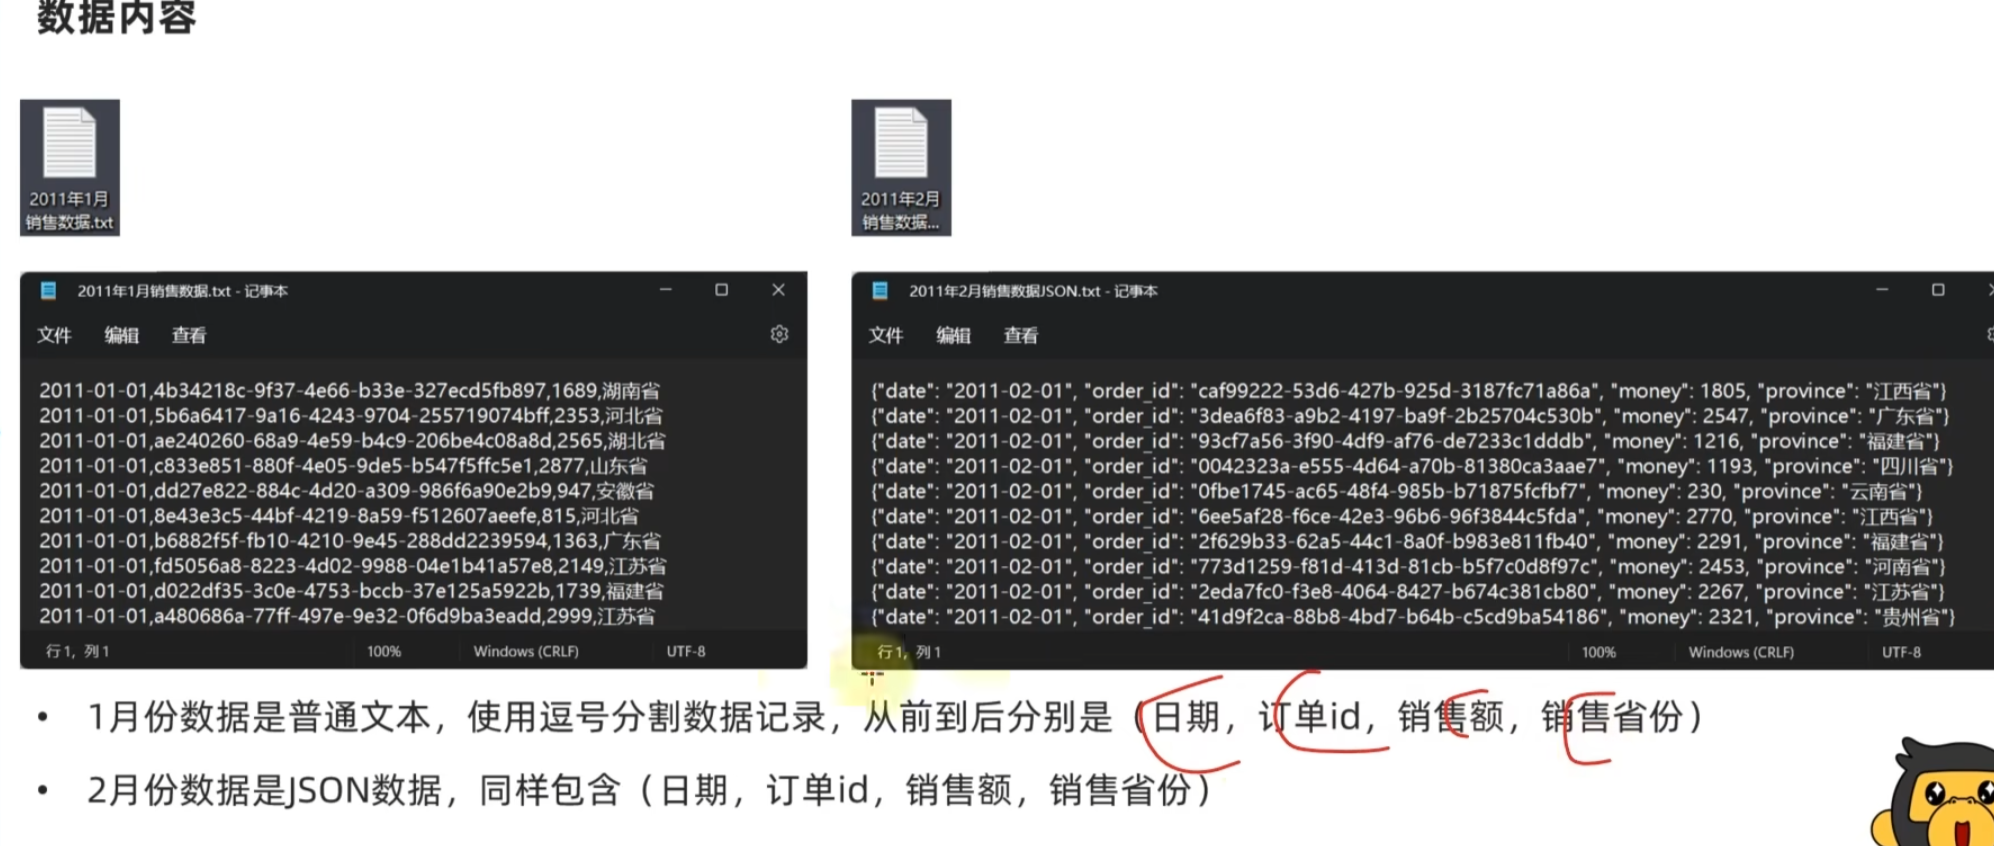 数据内容
2011年1月
销售数据.txt
2011年2月
销售数据...
2011年1月销售数据.txt - 记事本
文件 编辑 查看
2011-01-01,4b34218c-9f37-4e66-b33e-327ecd5fb897,1689,湖南省
2011-01-01,5b6a6417-9a16-4243-9704-255719074bff,2353,河北省
2011-01-01,ae240260-68a9-4e59-b4c9-206be4c08a8d,2565,湖北省
2011-01-01,c833e851-880f-4e05-9de5-b547f5ffc5e1,2877,山东省
2011-01-01,dd27e822-884c-4d20-a309-986f6a90e2b9,947,安徽省
2011-01-01,8e43e3c5-44bf-4219-8a59-f512607aeefe,815,河北省
2011-01-01,b6882f5f-fb10-4210-9e45-288dd2239594,1363,广东省
2011-01-01,fd5056a8-8223-4d02-9988-04e1b41a57e8,2149,江苏省
2011-01-01,d022df35-3c0e-4753-bccb-37e125a5922b,1739,福建省
2011-01-01,a480686a-77ff-497e-9e32-0f6d9ba3eadd,2999,江苏省
行 1, 列 1 100% Windows (CRLF) UTF-8
2011年2月销售数据JSON.txt - 记事本
文件 编辑 查看
{"date": "2011-02-01", "order_id": "caf99222-53d6-427b-925d-3187fc71a86a", "money": 1805, "province": "江西省"}
{"date": "2011-02-01", "order_id": "3dea6f83-a9b2-4197-ba9f-2b25704c530b", "money": 2547, "province": "广东省"}
{"date": "2011-02-01", "order_id": "93cf7a56-3f90-4df9-af76-de7233c1dddb", "money": 1216, "province": "福建省"}
{"date": "2011-02-01", "order_id": "0042323a-e555-4d64-a70b-81380ca3aae7", "money": 1193, "province": "四川省"}
{"date": "2011-02-01", "order_id": "0fbe1745-ac65-48f4-985b-b71875fcfbf7", "money": 230, "province": "云南省"}
{"date": "2011-02-01", "order_id": "6ee5af28-f6ce-42e3-96b6-96f3844c5fda", "money": 2770, "province": "江西省"}
{"date": "2011-02-01", "order_id": "2f629b33-62a5-44c1-8a0f-b983e811fb40", "money": 2291, "province": "福建省"}
{"date": "2011-02-01", "order_id": "773d1259-f81d-413d-81cb-b5f7c0d8f97c", "money": 2453, "province": "河南省"}
{"date": "2011-02-01", "order_id": "2eda7fc0-f3e8-4064-8427-b674c381cb80", "money": 2267, "province": "江苏省"}
{"date": "2011-02-01", "order_id": "41d9f2ca-88b8-4bd7-b64b-c5cd9ba54186", "money": 2321, "province": "贵州省"}
行 1, 列 1 100% Windows (CRLF) UTF-8
• 1月份数据是普通文本，使用逗号分割数据记录，从前到后分别是（日期，订单id，销售额，销售省份）
• 2月份数据是JSON数据，同样包含（日期，订单id，销售额，销售省份）